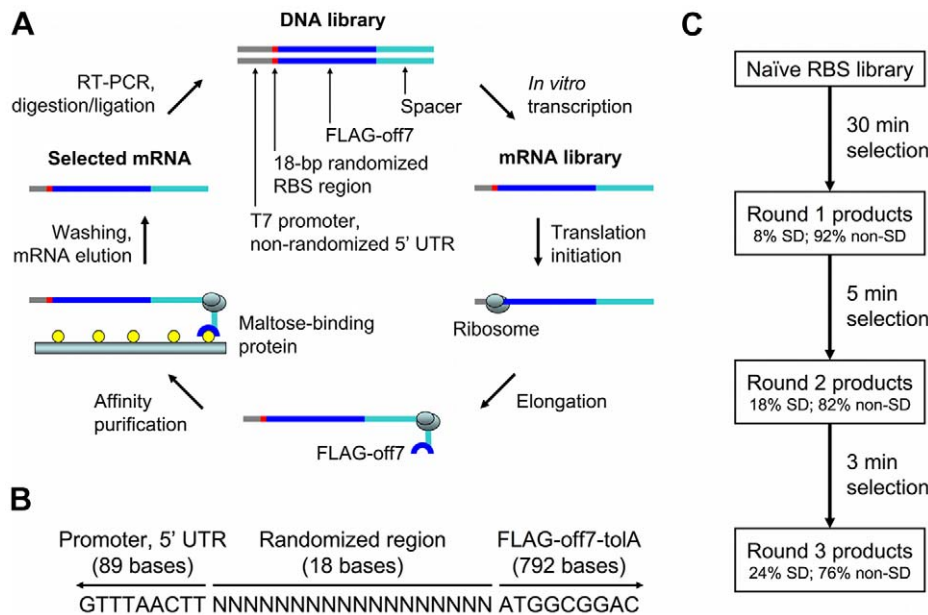 A
DNA library
RT-PCR,
digestion/ligation
In vitro
transcription
Spacer
FLAG-off7
18-bp randomized
RBS region
T7 promoter,
non-randomized 5' UTR
Selected mRNA
mRNA library
Washing,
mRNA elution
Translation
initiation
Maltose-binding
protein
Ribosome
Affinity
purification
Elongation
FLAG-off7
B
Promoter, 5' UTR
(89 bases)
Randomized region
(18 bases)
FLAG-off7-tolA
(792 bases)
GTTTAACTT NNNNNNNNNNNNNNNNNN ATGGCGGAC
C
Naïve RBS library
30 min
selection
Round 1 products
8% SD; 92% non-SD
5 min
selection
Round 2 products
18% SD; 82% non-SD
3 min
selection
Round 3 products
24% SD; 76% non-SD